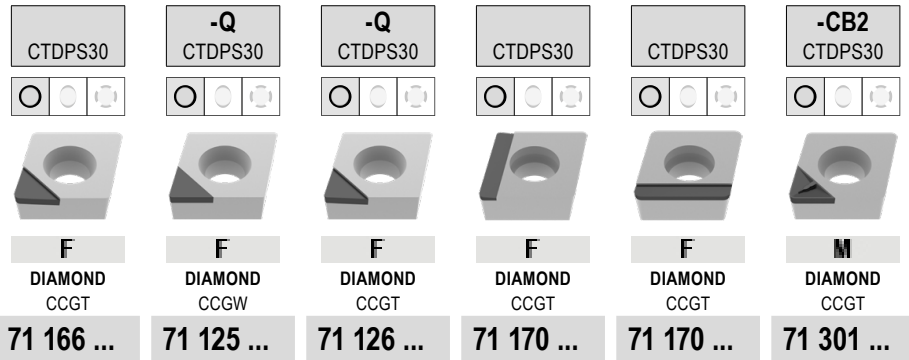 -Q -Q -CB2
CTDPS30 CTDPS30 CTDPS30 CTDPS30 CTDPS30 CTDPS30
F F F F F M
DIAMOND DIAMOND DIAMOND DIAMOND DIAMOND DIAMOND
CCGT CCGW CCGT CCGT CCGT CCGT
71 166 ... 71 125 ... 71 126 ... 71 170 ... 71 170 ... 71 301 ...